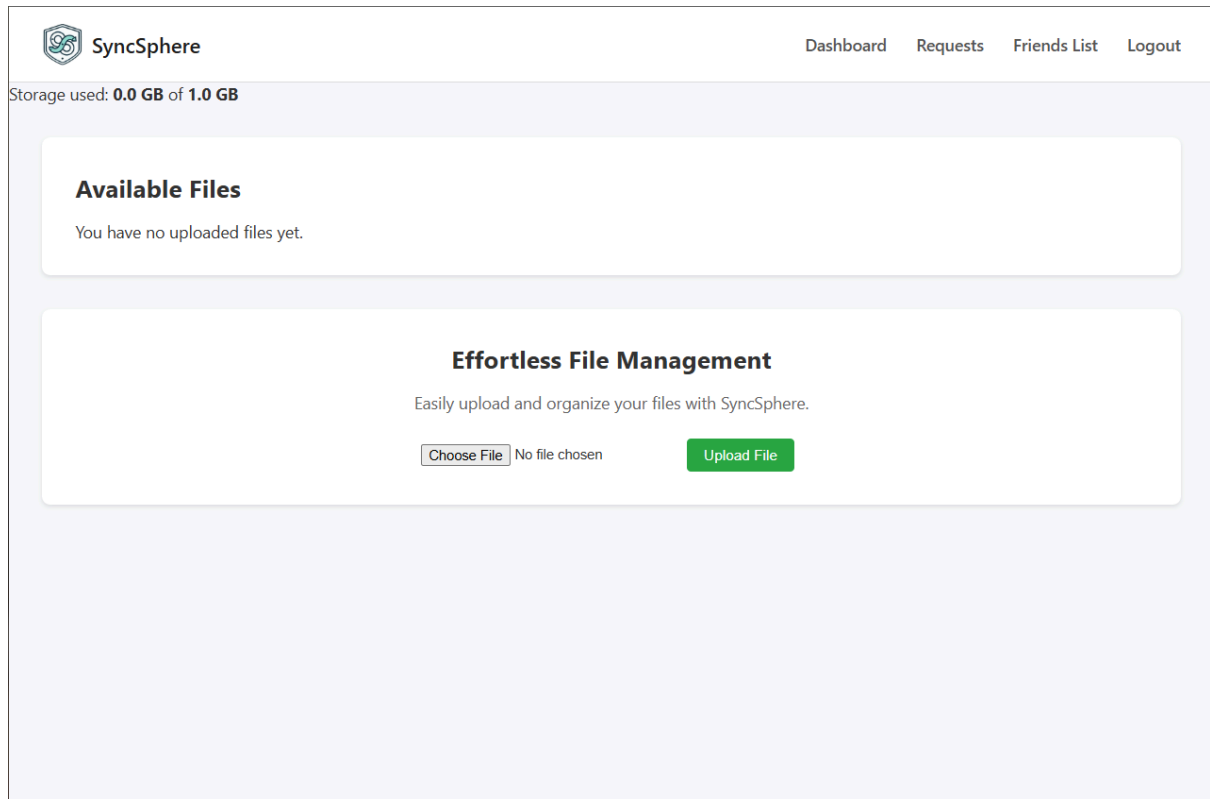 SyncSphere
Dashboard Requests Friends List Logout
Storage used: 0.0 GB of 1.0 GB
Available Files
You have no uploaded files yet.
Effortless File Management
Easily upload and organize your files with SyncSphere.
Choose File No file chosen Upload File